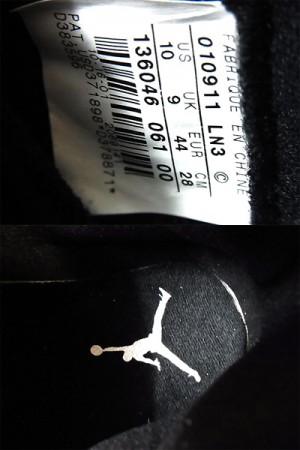 FABRIQUE EN CHINE
010911 LN3 ©
US UK EUR CM
10 9 44 28
136046 061 00